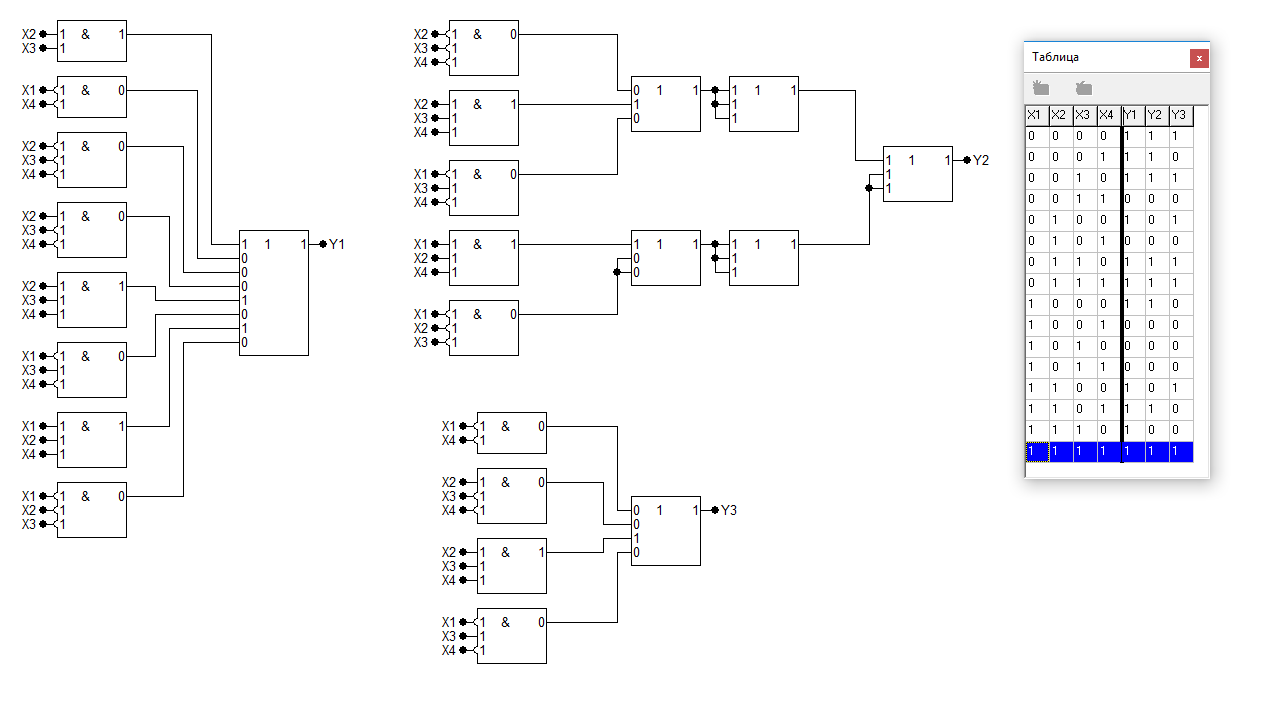 X2 1 & 1
X3 1
X1 1 & 0
X4 1
X2 1 & 0
X3 1
X4 1
X2 1 & 0
X3 1
X4 1
X2 1 & 1
X3 1
X4 1
X1 1 & 0
X3 1
X4 1
X1 1 & 1
X2 1
X4 1
X1 1 & 0
X2 1
X3 1
1 1 1 Y1
0
0
0
1
0
1
0
X2 1 & 0
X3 1
X4 1
X2 1 & 1
X3 1
X4 1
X1 1 & 0
X3 1
X4 1
X1 1 & 1
X2 1
X4 1
X1 1 & 0
X2 1
X3 1
0 1 1
1
0
1 1
1
1
1 1 1
0
0
1 1
1
1
1 1 1 Y2
1
1
X1 1 & 0
X4 1
X2 1 & 0
X3 1
X4 1
X2 1 & 1
X3 1
X4 1
X1 1 & 0
X3 1
X4 1
0 1 1 Y3
0
1
0
Таблица x
X1 X2 X3 X4 Y1 Y2 Y3
0 0 0 0 1 1 1
0 0 0 1 1 1 0
0 0 1 0 1 1 1
0 0 1 1 0 0 0
0 1 0 0 1 0 1
0 1 0 1 0 0 0
0 1 1 0 1 1 1
0 1 1 1 1 1 1
1 0 0 0 1 1 0
1 0 0 1 0 0 0
1 0 1 0 0 0 0
1 0 1 1 0 0 0
1 1 0 0 1 0 1
1 1 0 1 1 1 0
1 1 1 0 1 0 0
1 1 1 1 1 1 1